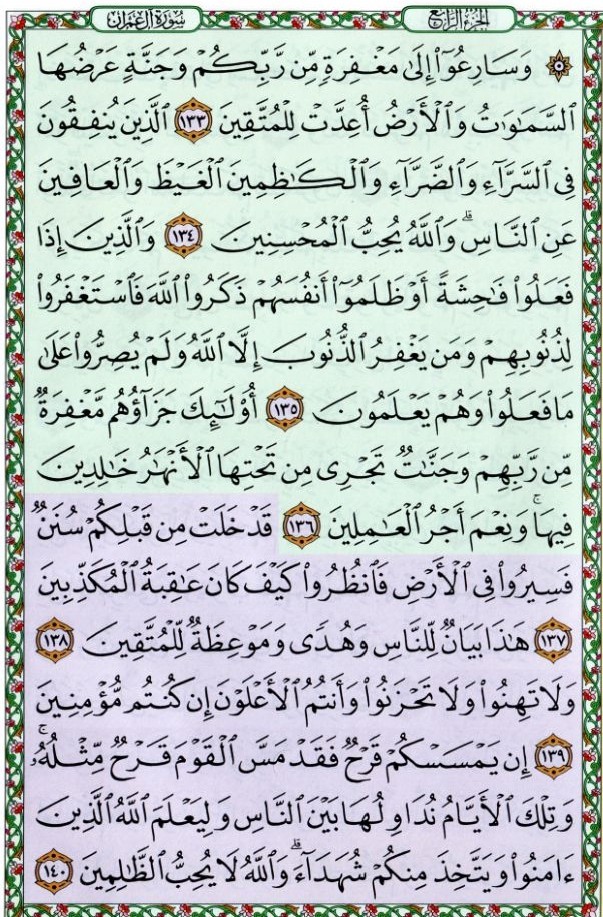 الجزء الرابع
سورة آل عمران
۞ وَسَارِعُوٓا۟ إِلَىٰ مَغْفِرَةٍ مِّن رَّبِّكُمْ وَجَنَّةٍ عَرْضُهَا
ٱلسَّمَٰوَٰتُ وَٱلْأَرْضُ أُعِدَّتْ لِلْمُتَّقِينَ ١٣٣ ٱلَّذِينَ يُنفِقُونَ
فِى ٱلسَّرَّآءِ وَٱلضَّرَّآءِ وَٱلْكَٰظِمِينَ ٱلْغَيْظَ وَٱلْعَافِينَ
عَنِ ٱلنَّاسِ ۗ وَٱللَّهُ يُحِبُّ ٱلْمُحْسِنِينَ ١٣٤ وَٱلَّذِينَ إِذَا
فَعَلُوا۟ فَٰحِشَةً أَوْ ظَلَمُوٓا۟ أَنفُسَهُمْ ذَكَرُوا۟ ٱللَّهَ فَٱسْتَغْفَرُوا۟
لِذُنُوبِهِمْ وَمَن يَغْفِرُ ٱلذُّنُوبَ إِلَّا ٱللَّهُ وَلَمْ يُصِرُّوا۟ عَلَىٰ
مَا فَعَلُوا۟ وَهُمْ يَعْلَمُونَ ١٣٥ أُو۟لَٰٓئِكَ جَزَآؤُهُم مَّغْفِرَةٌ
مِّن رَّبِّهِمْ وَجَنَّٰتٌ تَجْرِى مِن تَحْتِهَا ٱلْأَنْهَٰرُ خَٰلِدِينَ
فِيهَا ۚ وَنِعْمَ أَجْرُ ٱلْعَٰمِلِينَ ١٣٦ قَدْ خَلَتْ مِن قَبْلِكُمْ سُنَنٌ
فَسِيرُوا۟ فِى ٱلْأَرْضِ فَٱنظُرُوا۟ كَيْفَ كَانَ عَٰقِبَةُ ٱلْمُكَذِّبِينَ
١٣٧ هَٰذَا بَيَانٌ لِّلنَّاسِ وَهُدًى وَمَوْعِظَةٌ لِّلْمُتَّقِينَ ١٣٨
وَلَا تَهِنُوا۟ وَلَا تَحْزَنُوا۟ وَأَنتُمُ ٱلْأَعْلَوْنَ إِن كُنتُم مُّؤْمِنِينَ
١٣٩ إِن يَمْسَسْكُمْ قَرْحٌ فَقَدْ مَسَّ ٱلْقَوْمَ قَرْحٌ مِّثْلُهُۥ ۚ
وَتِلْكَ ٱلْأَيَّامُ نُدَاوِلُهَا بَيْنَ ٱلنَّاسِ وَلِيَعْلَمَ ٱللَّهُ ٱلَّذِينَ
ءَامَنُوا۟ وَيَتَّخِذَ مِنكُمْ شُهَدَآءَ ۗ وَٱللَّهُ لَا يُحِبُّ ٱلظَّٰلِمِينَ ١٤٠